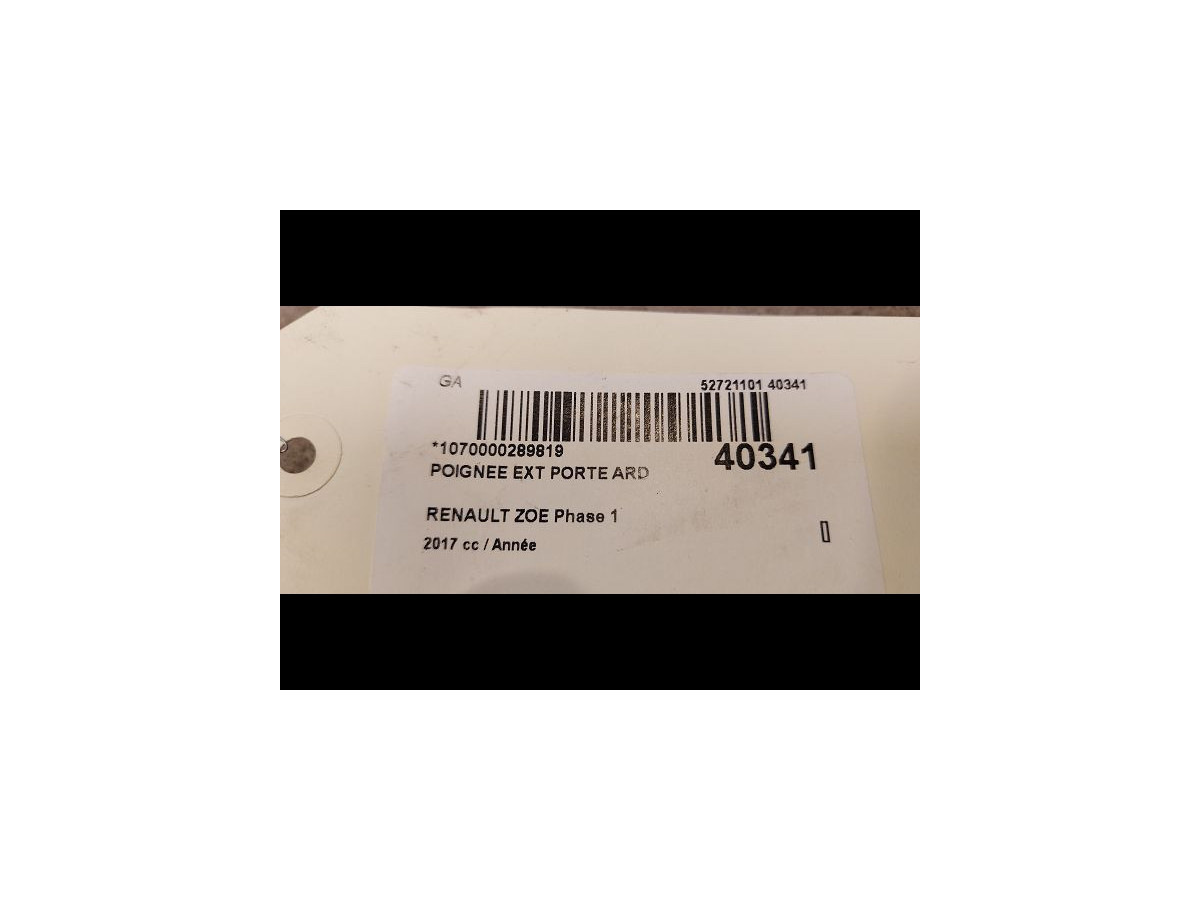 GA
52721101 40341
*1070000289819
40341
POIGNEE EXT PORTE ARD
RENAULT ZOE Phase 1
2017 cc / Année